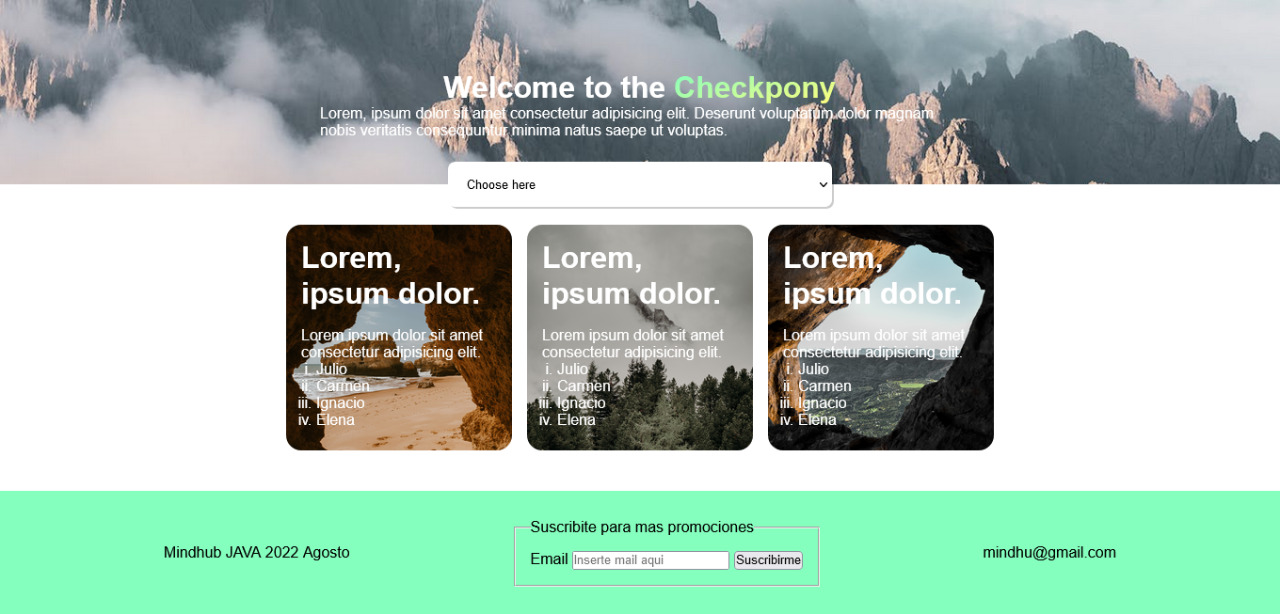 Welcome to the Checkpony
Lorem, ipsum dolor sit amet consectetur adipisicing elit. Deserunt voluptatum dolor magnam
nobis veritatis consequuntur minima natus saepe ut voluptas.
Choose here
Lorem,
ipsum dolor.
Lorem ipsum dolor sit amet
consectetur adipisicing elit.
i. Julio
ii. Carmen
iii. Ignacio
iv. Elena
Lorem,
ipsum dolor.
Lorem ipsum dolor sit amet
consectetur adipisicing elit.
i. Julio
ii. Carmen
iii. Ignacio
iv. Elena
Lorem,
ipsum dolor.
Lorem ipsum dolor sit amet
consectetur adipisicing elit.
i. Julio
ii. Carmen
iii. Ignacio
iv. Elena
Mindhub JAVA 2022 Agosto
Suscribite para mas promociones
Email Inserte mail aqui Suscribirme
mindhu@gmail.com